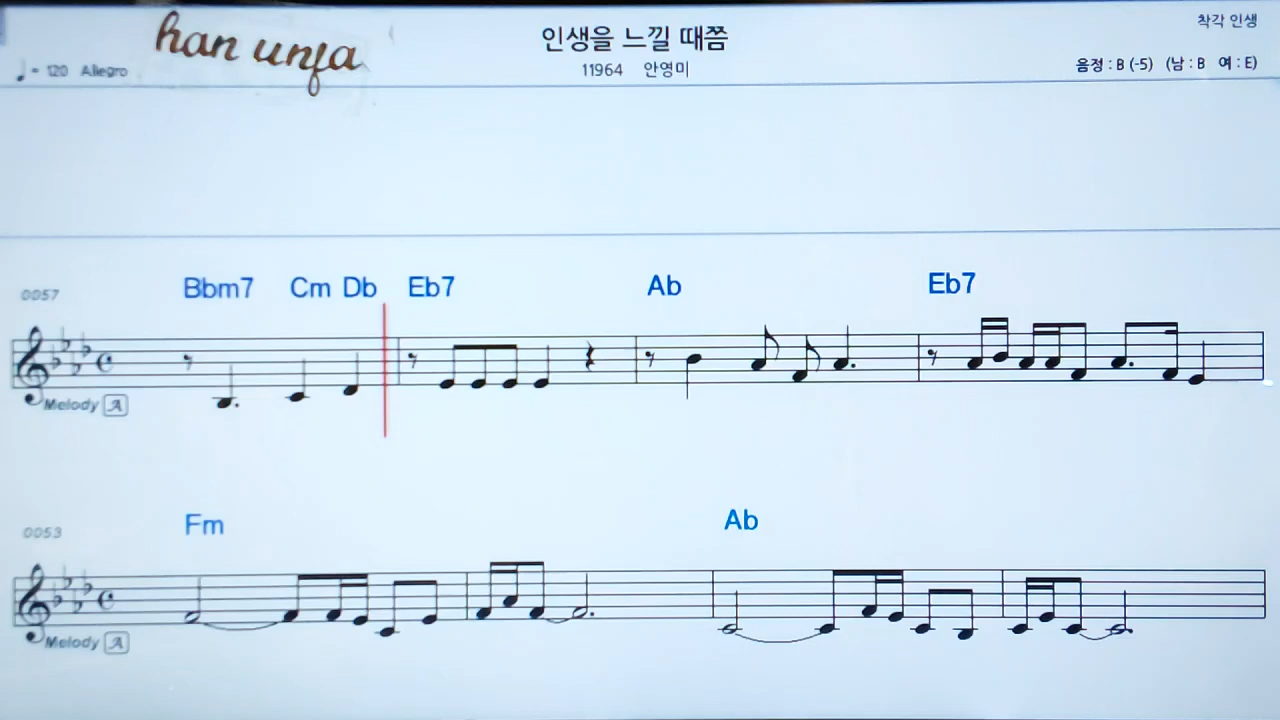 han unja
인생을 느낄 때쯤
착각 인생
♩= 120 Allegro
11964 안영미
음정 : B (-5) (남 : B 여 : E)
0057
Bbm7 Cm Db Eb7 Ab Eb7
Melody A
0053
Fm Ab
Melody A